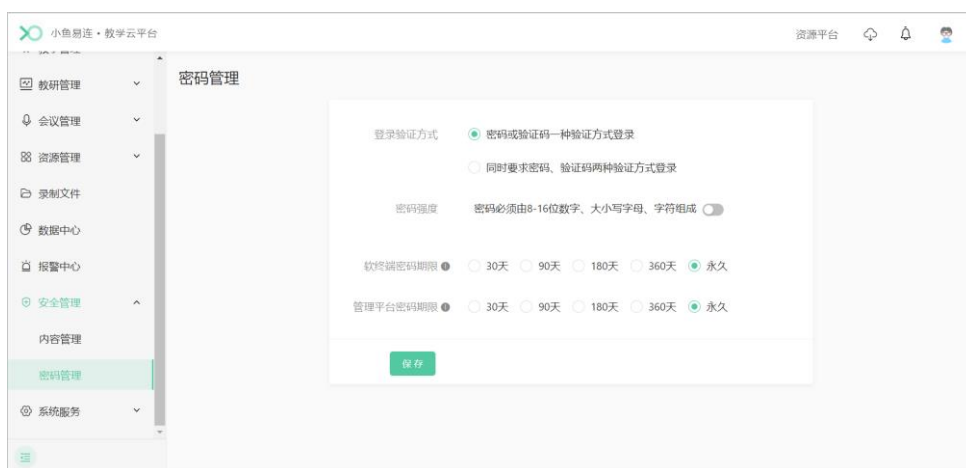 小鱼易连·教学云平台
资源平台
教研管理
会议管理
资源管理
录制文件
数据中心
报警中心
安全管理
内容管理
密码管理
系统服务
密码管理
登录验证方式 密码或验证码一种验证方式登录
同时要求密码、验证码两种验证方式登录
密码强度 密码必须由8-16位数字、大小写字母、字符组成
软终端密码期限 30天 90天 180天 360天 永久
管理平台密码期限 30天 90天 180天 360天 永久
保存